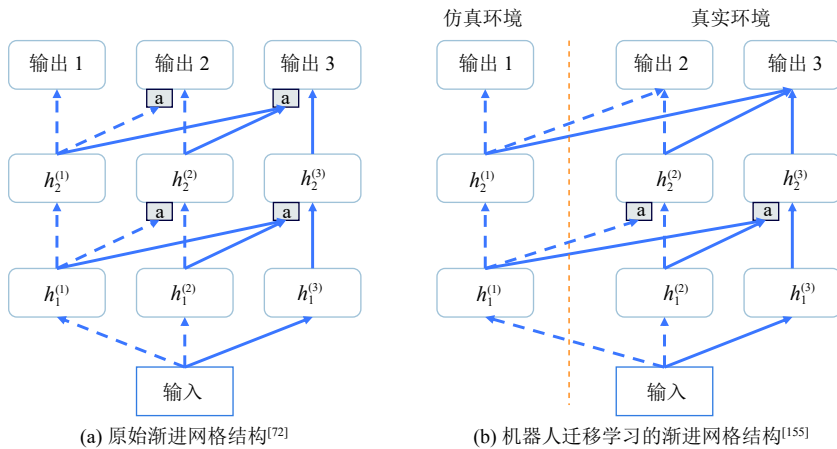 仿真环境 真实环境
输出 1 输出 2 输出 3 输出 1 输出 2 输出 3
a a
h₂⁽¹⁾ h₂⁽²⁾ h₂⁽³⁾ h₂⁽¹⁾ h₂⁽²⁾ h₂⁽³⁾
a a a a
h₁⁽¹⁾ h₁⁽²⁾ h₁⁽³⁾ h₁⁽¹⁾ h₁⁽²⁾ h₁⁽³⁾
输入 输入
(a) 原始渐进网格结构[72] (b) 机器人迁移学习的渐进网格结构[155]